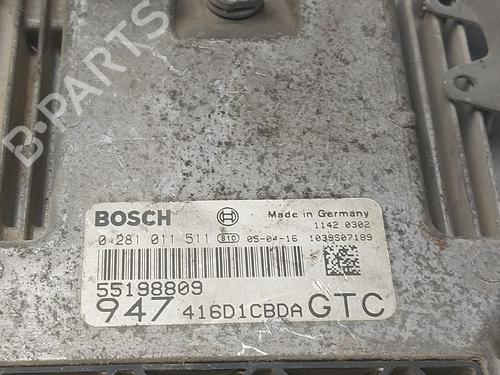 B-PARTS
BOSCH
Made in Germany
1142 0302
0 281 011 511 S10 05-04-16 1039S07189
55198809
947 416D1CBDA GTC